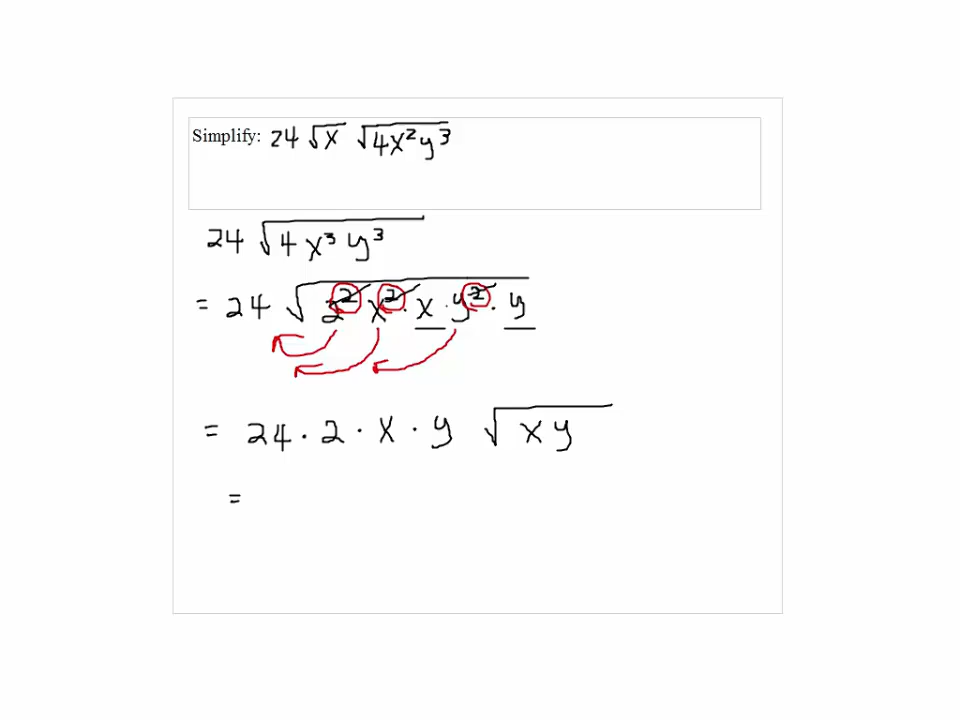 Simplify: 24 √x √4x²y³
24 √4x³y³
= 24 √2² x² · x · y² · y
= 24 · 2 · x · y √xy
=